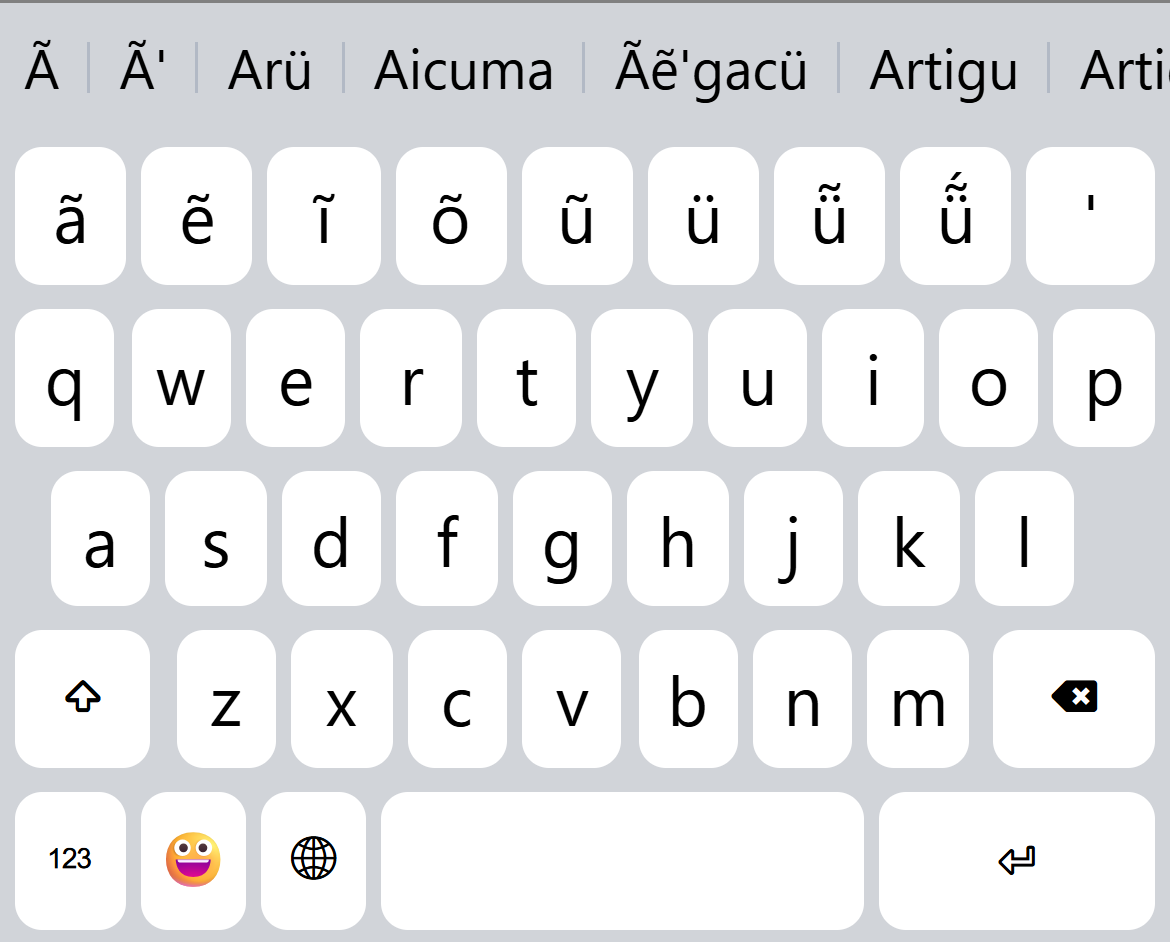 Ã Ã' Arü Aicuma Ãẽ'gacü Artigu
ã ẽ ĩ õ ũ ü ü̃ ű̃ '
q w e r t y u i o p
a s d f g h j k l
z x c v b n m
123